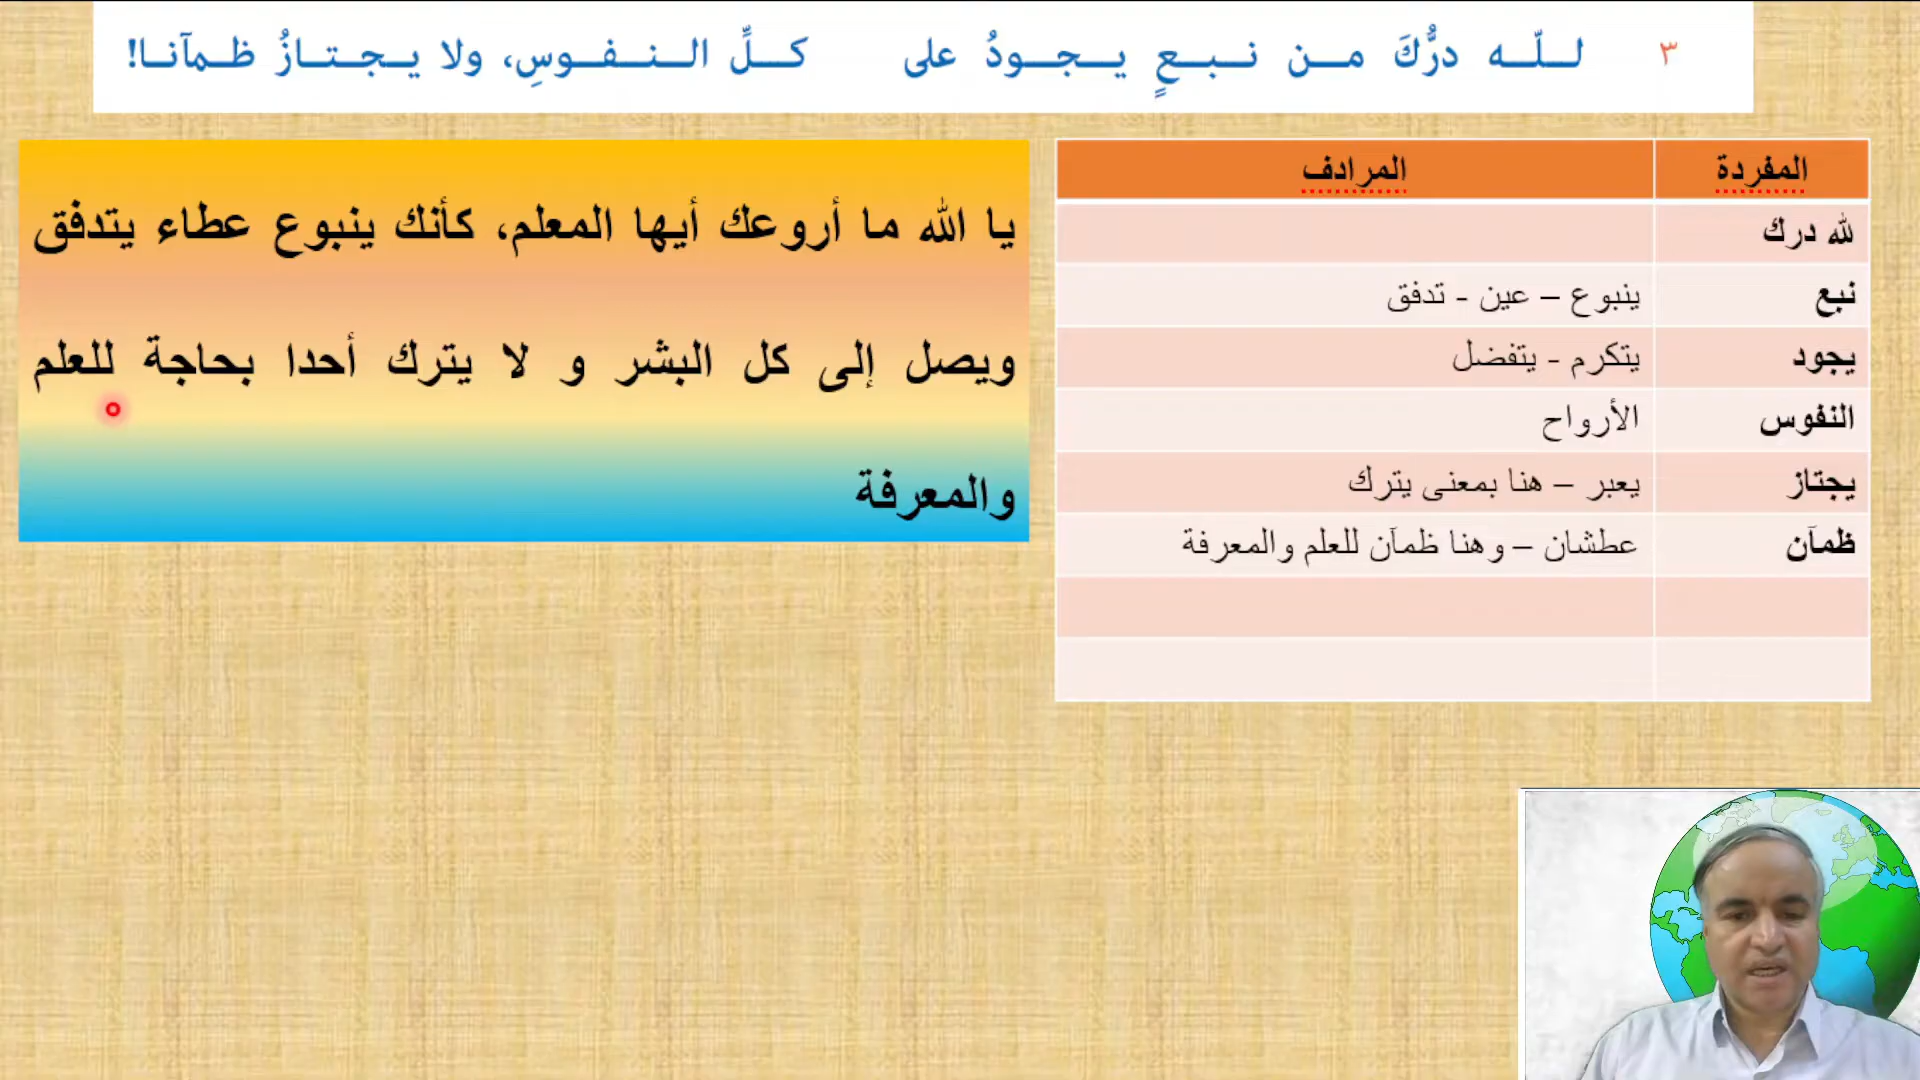 ٣ لـلّـه درُّكَ مـن نـبـعٍ يـجـودُ على كـلِّ الـنـفـوسِ، ولا يـجـتـازُ ظـمآنـا!
المفردة المرادف
لله درك
نبع ينبوع – عين - تدفق
يجود يتكرم - يتفضل
النفوس الأرواح
يجتاز يعبر – هنا بمعنى يترك
ظمآن عطشان – وهنا ظمآن للعلم والمعرفة
يا الله ما أروعك أيها المعلم، كأنك ينبوع عطاء يتدفق
ويصل إلى كل البشر و لا يترك أحدا بحاجة للعلم
والمعرفة